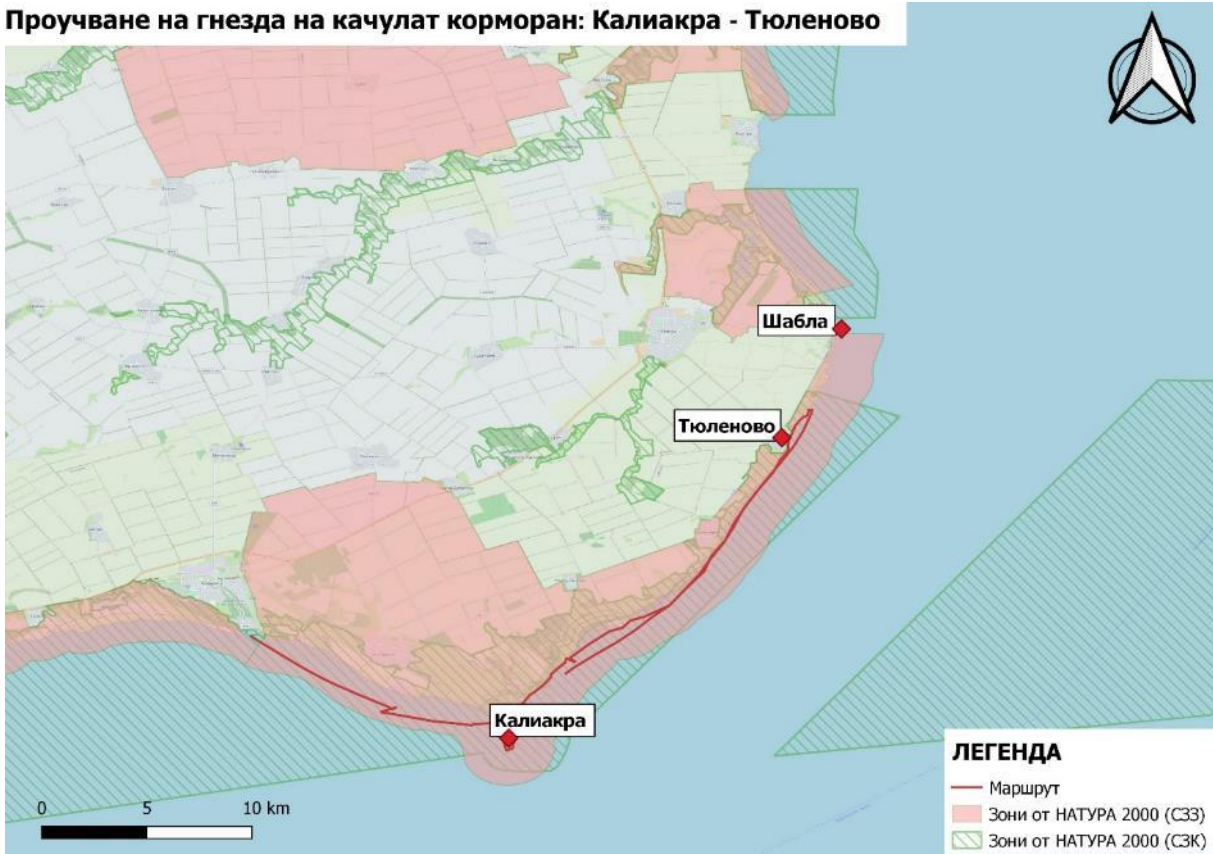 Проучване на гнезда на качулат корморан: Калиакра - Тюленово
Шабла
Тюленово
Калиакра
0 5 10 km
ЛЕГЕНДА
Маршрут
Зони от НАТУРА 2000 (СЗЗ)
Зони от НАТУРА 2000 (СЗК)